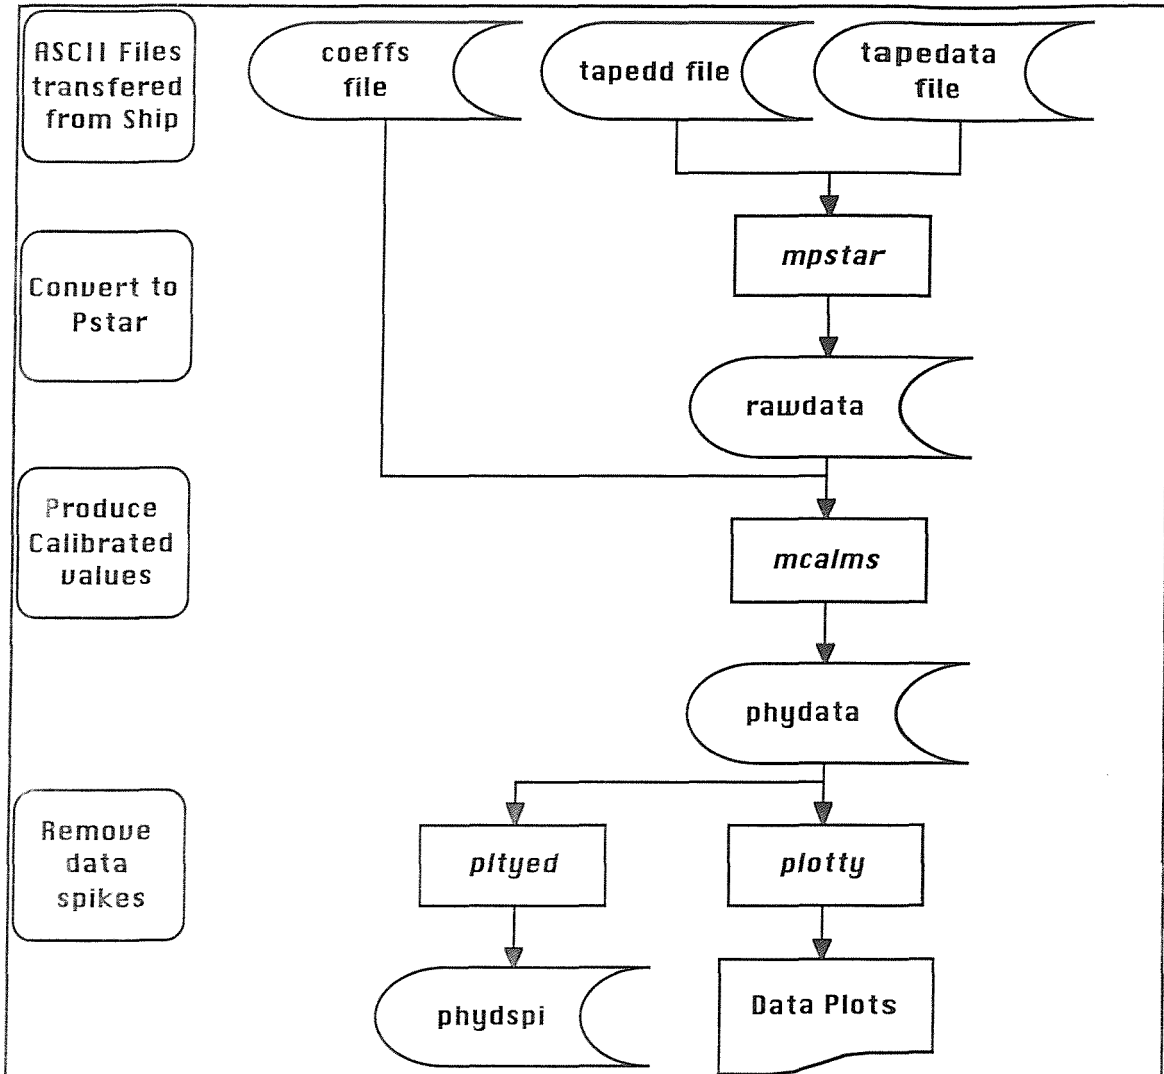 ASCII Files
transfered
from Ship
coeffs
file
tapedd file
tapedata
file
Convert to
Pstar
mpstar
rawdata
Produce
Calibrated
values
mcalms
phydata
Remove
data
spikes
pltyed
plotty
phydspi
Data Plots